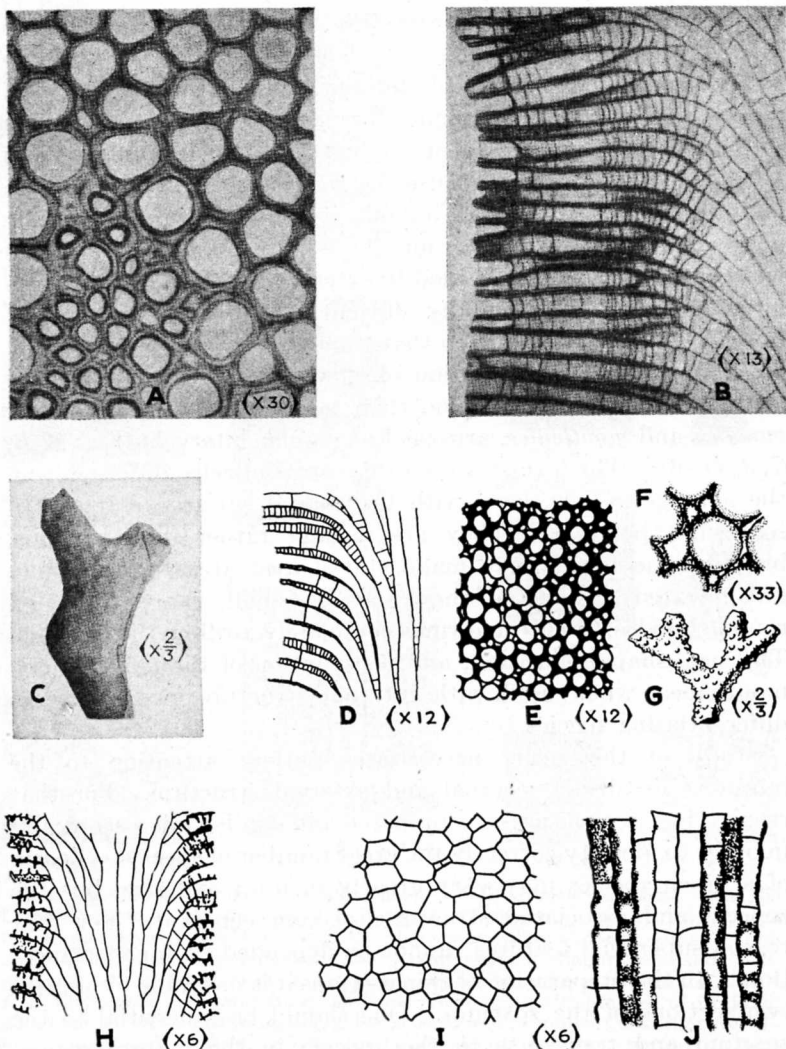 A (X30)
B (X13)
C (X2/3)
D (X12)
E (X12)
F (X33)
G (X2/3)
H (X6)
I (X6)
J